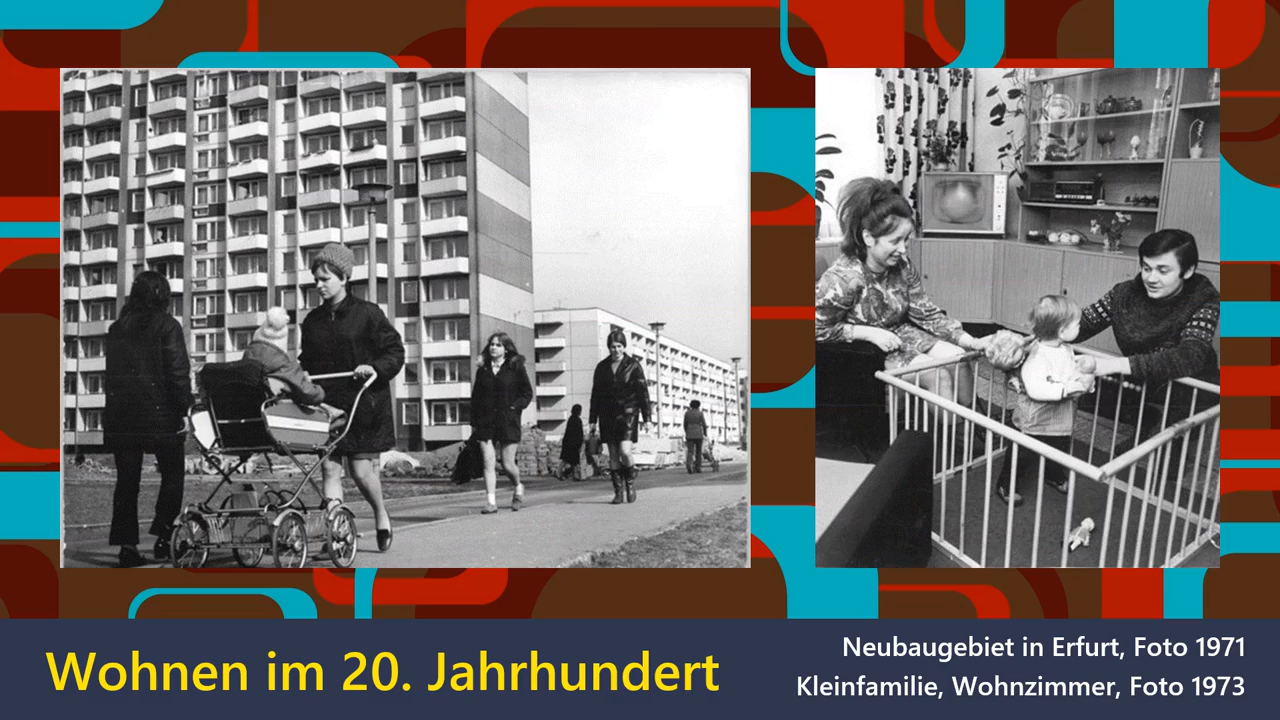 Wohnen im 20. Jahrhundert
Neubaugebiet in Erfurt, Foto 1971
Kleinfamilie, Wohnzimmer, Foto 1973